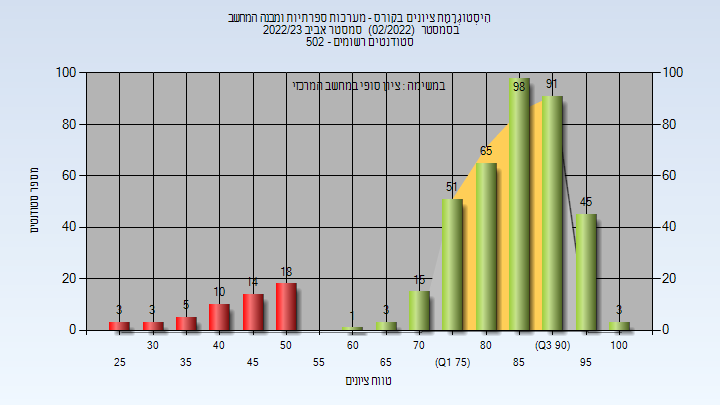 היסטוגרמת ציונים בקורס - מערכות ספרתיות ומבנה המחשב
בסמסטר (02/2022) סמסטר אביב 2022/23
סטודנטים רשומים - 502
במשימה : ציון סופי במחשב המרכזי
100 100
80 80
60 60
40 40
20 20
0 0
מספר סטודנטים
3 3 5 10 14 18 - 3 15 51 65 98 91 45 3
30 40 50 60 70 80 (Q3 90) 100
25 35 45 55 65 (Q1 75) 85 95
טווח ציונים